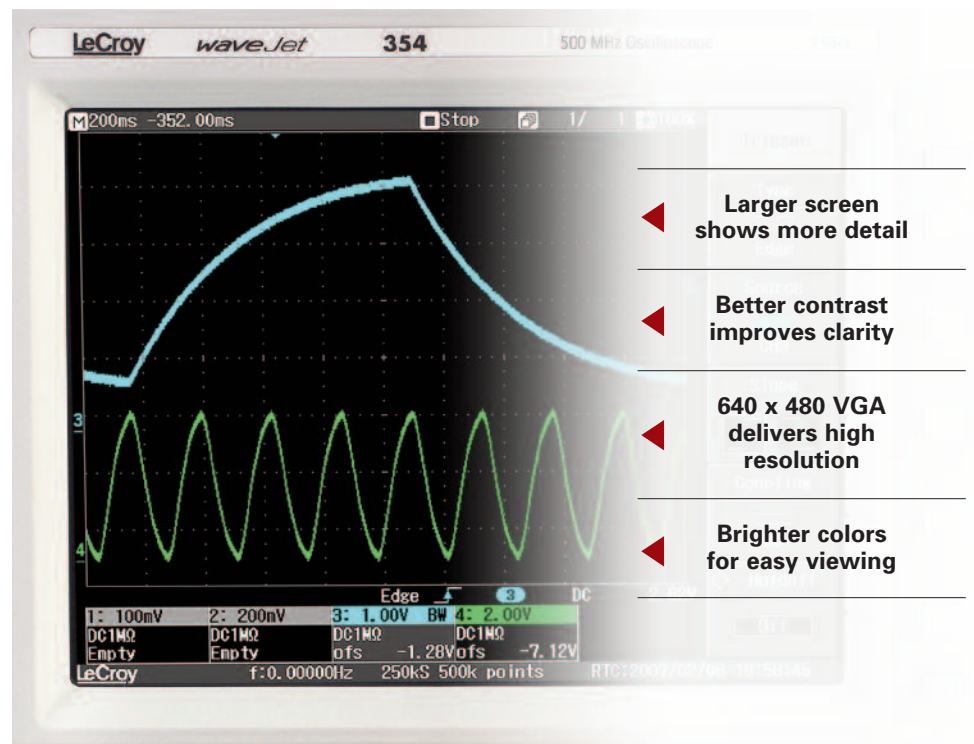 LeCroy waveJet 354 500 MHz Oscilloscope
M 200ms -352.00ms Stop 1/ 1 100%
Larger screen
shows more detail
Better contrast
improves clarity
640 x 480 VGA
delivers high
resolution
Brighter colors
for easy viewing
3
4
Edge 3 DC
1: 100mV 2: 200mV 3: 1.00V BW 4: 2.00V
DC1MΩ DC1MΩ DC1MΩ DC1MΩ
Empty Empty ofs -1.28V ofs -7.12V
LeCroy f:0.00000Hz 250kS 500k points